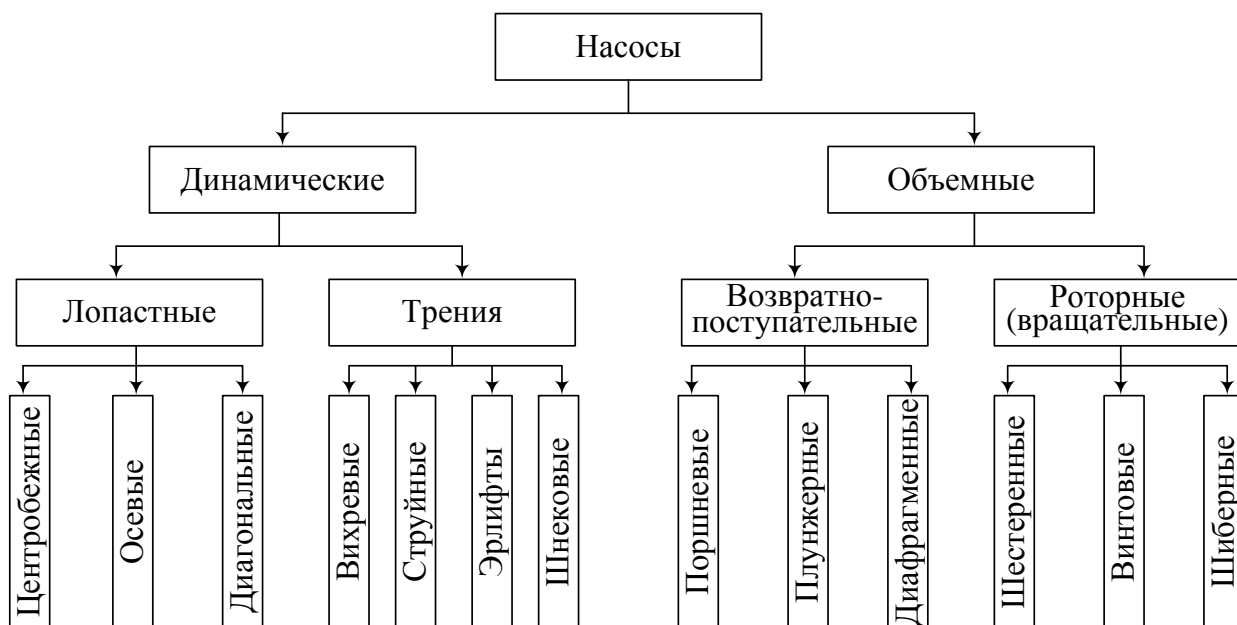 Насосы
Динамические
Объемные
Лопастные
Трения
Возвратно-
поступательные
Роторные
(вращательные)
Центробежные
Осевые
Диагональные
Вихревые
Струйные
Эрлифты
Шнековые
Поршневые
Плунжерные
Диафрагменные
Шестеренные
Винтовые
Шиберные